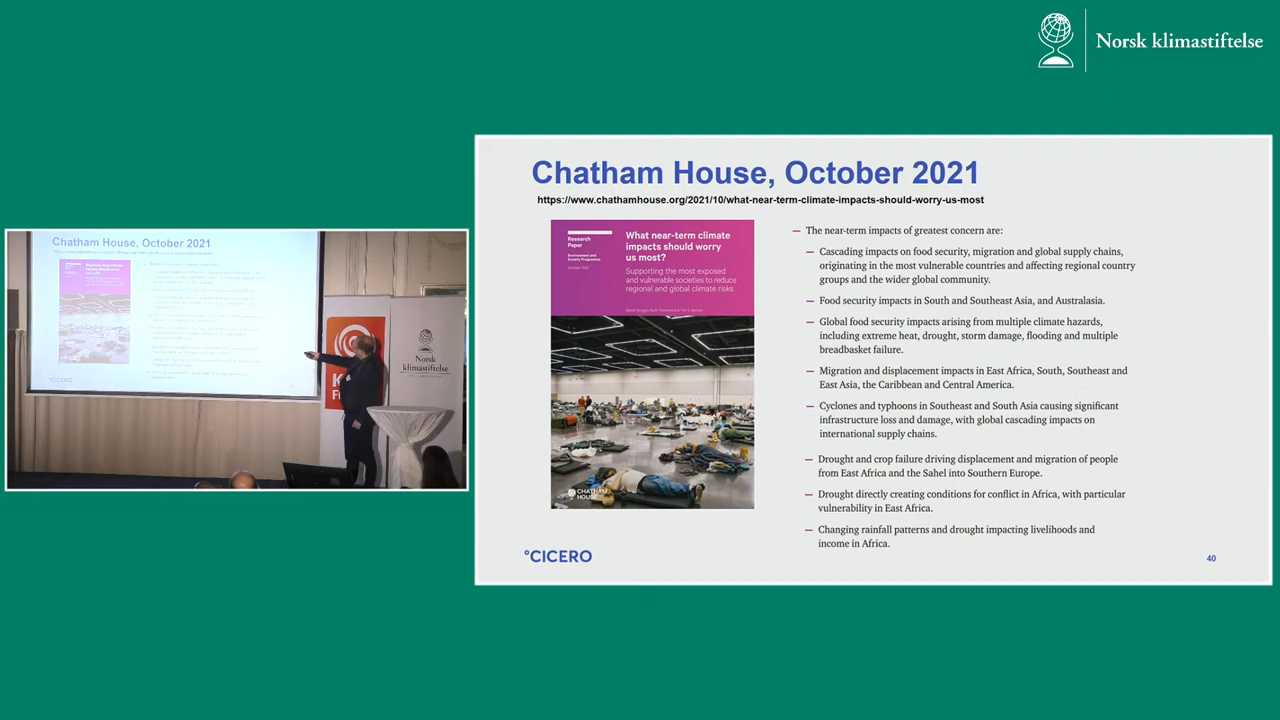 Norsk klimastiftelse
Chatham House, October 2021
Norsk
klimastiftelse
°CICERO
Chatham House, October 2021
https://www.chathamhouse.org/2021/10/what-near-term-climate-impacts-should-worry-us-most
Research
Paper
Environment and
Society Programme
October 2021
What near-term climate
impacts should worry
us most?
Supporting the most exposed
and vulnerable societies to reduce
regional and global climate risks
CHATHAM
HOUSE
— The near-term impacts of greatest concern are:
— Cascading impacts on food security, migration and global supply chains,
originating in the most vulnerable countries and affecting regional country
groups and the wider global community.
— Food security impacts in South and Southeast Asia, and Australasia.
— Global food security impacts arising from multiple climate hazards,
including extreme heat, drought, storm damage, flooding and multiple
breadbasket failure.
— Migration and displacement impacts in East Africa, South, Southeast and
East Asia, the Caribbean and Central America.
— Cyclones and typhoons in Southeast and South Asia causing significant
infrastructure loss and damage, with global cascading impacts on
international supply chains.
— Drought and crop failure driving displacement and migration of people
from East Africa and the Sahel into Southern Europe.
— Drought directly creating conditions for conflict in Africa, with particular
vulnerability in East Africa.
— Changing rainfall patterns and drought impacting livelihoods and
income in Africa.
°CICERO
40